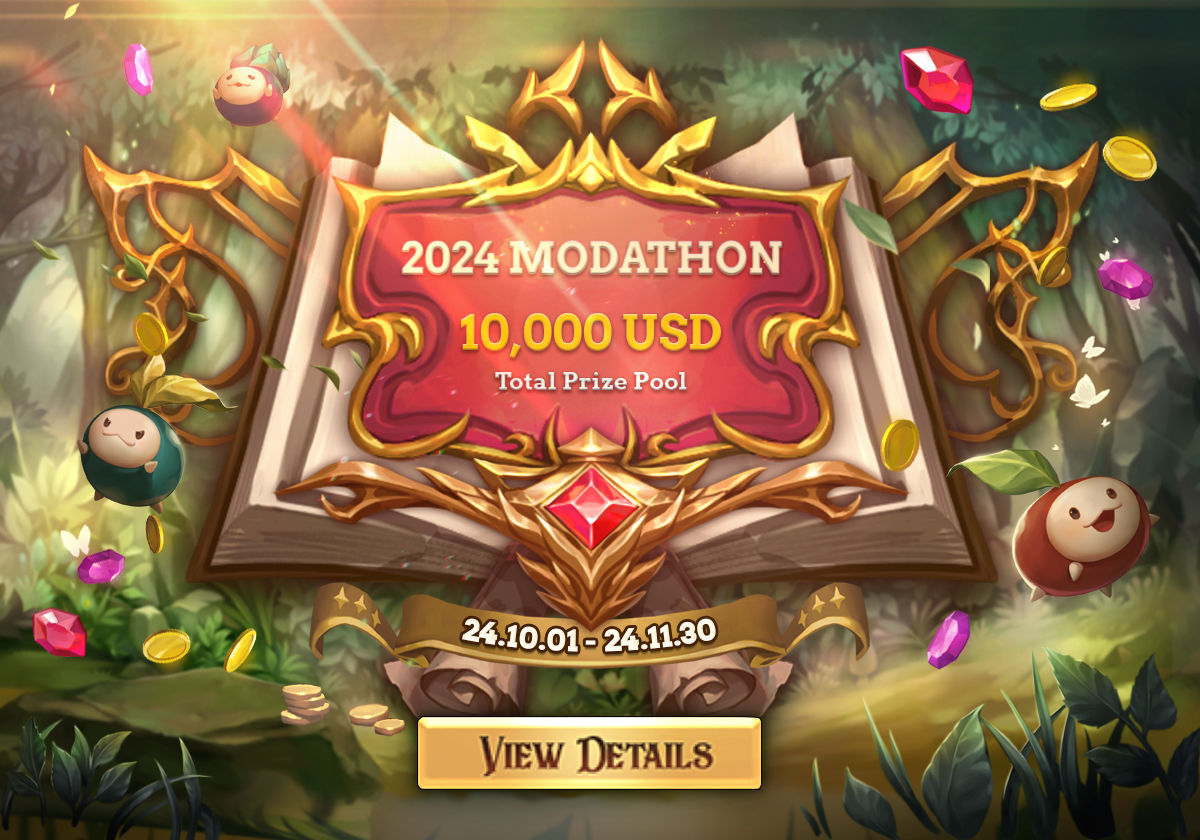 2024 MODATHON
10,000 USD
Total Prize Pool
24.10.01 - 24.11.30
View Details